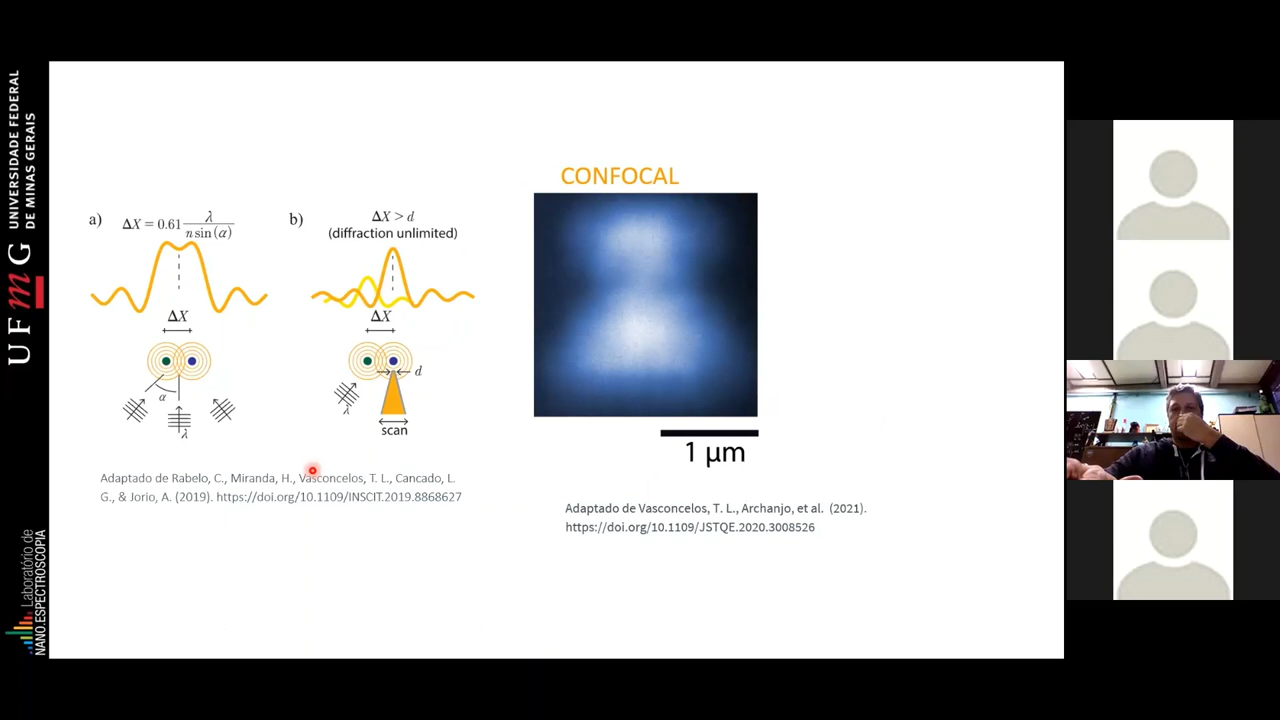 UNIVERSIDADE FEDERAL
DE MINAS GERAIS
UFmG
Laboratório de
NANO.ESPECTROSCOPIA
a)
ΔX = 0.61 λ / n sin(α)
ΔX
α
λ
b)
ΔX > d
(diffraction unlimited)
ΔX
d
λ
scan
Adaptado de Rabelo, C., Miranda, H., Vasconcelos, T. L., Cancado, L.
G., & Jorio, A. (2019). https://doi.org/10.1109/INSCIT.2019.8868627
CONFOCAL
1 μm
Adaptado de Vasconcelos, T. L., Archanjo, et al. (2021).
https://doi.org/10.1109/JSTQE.2020.3008526